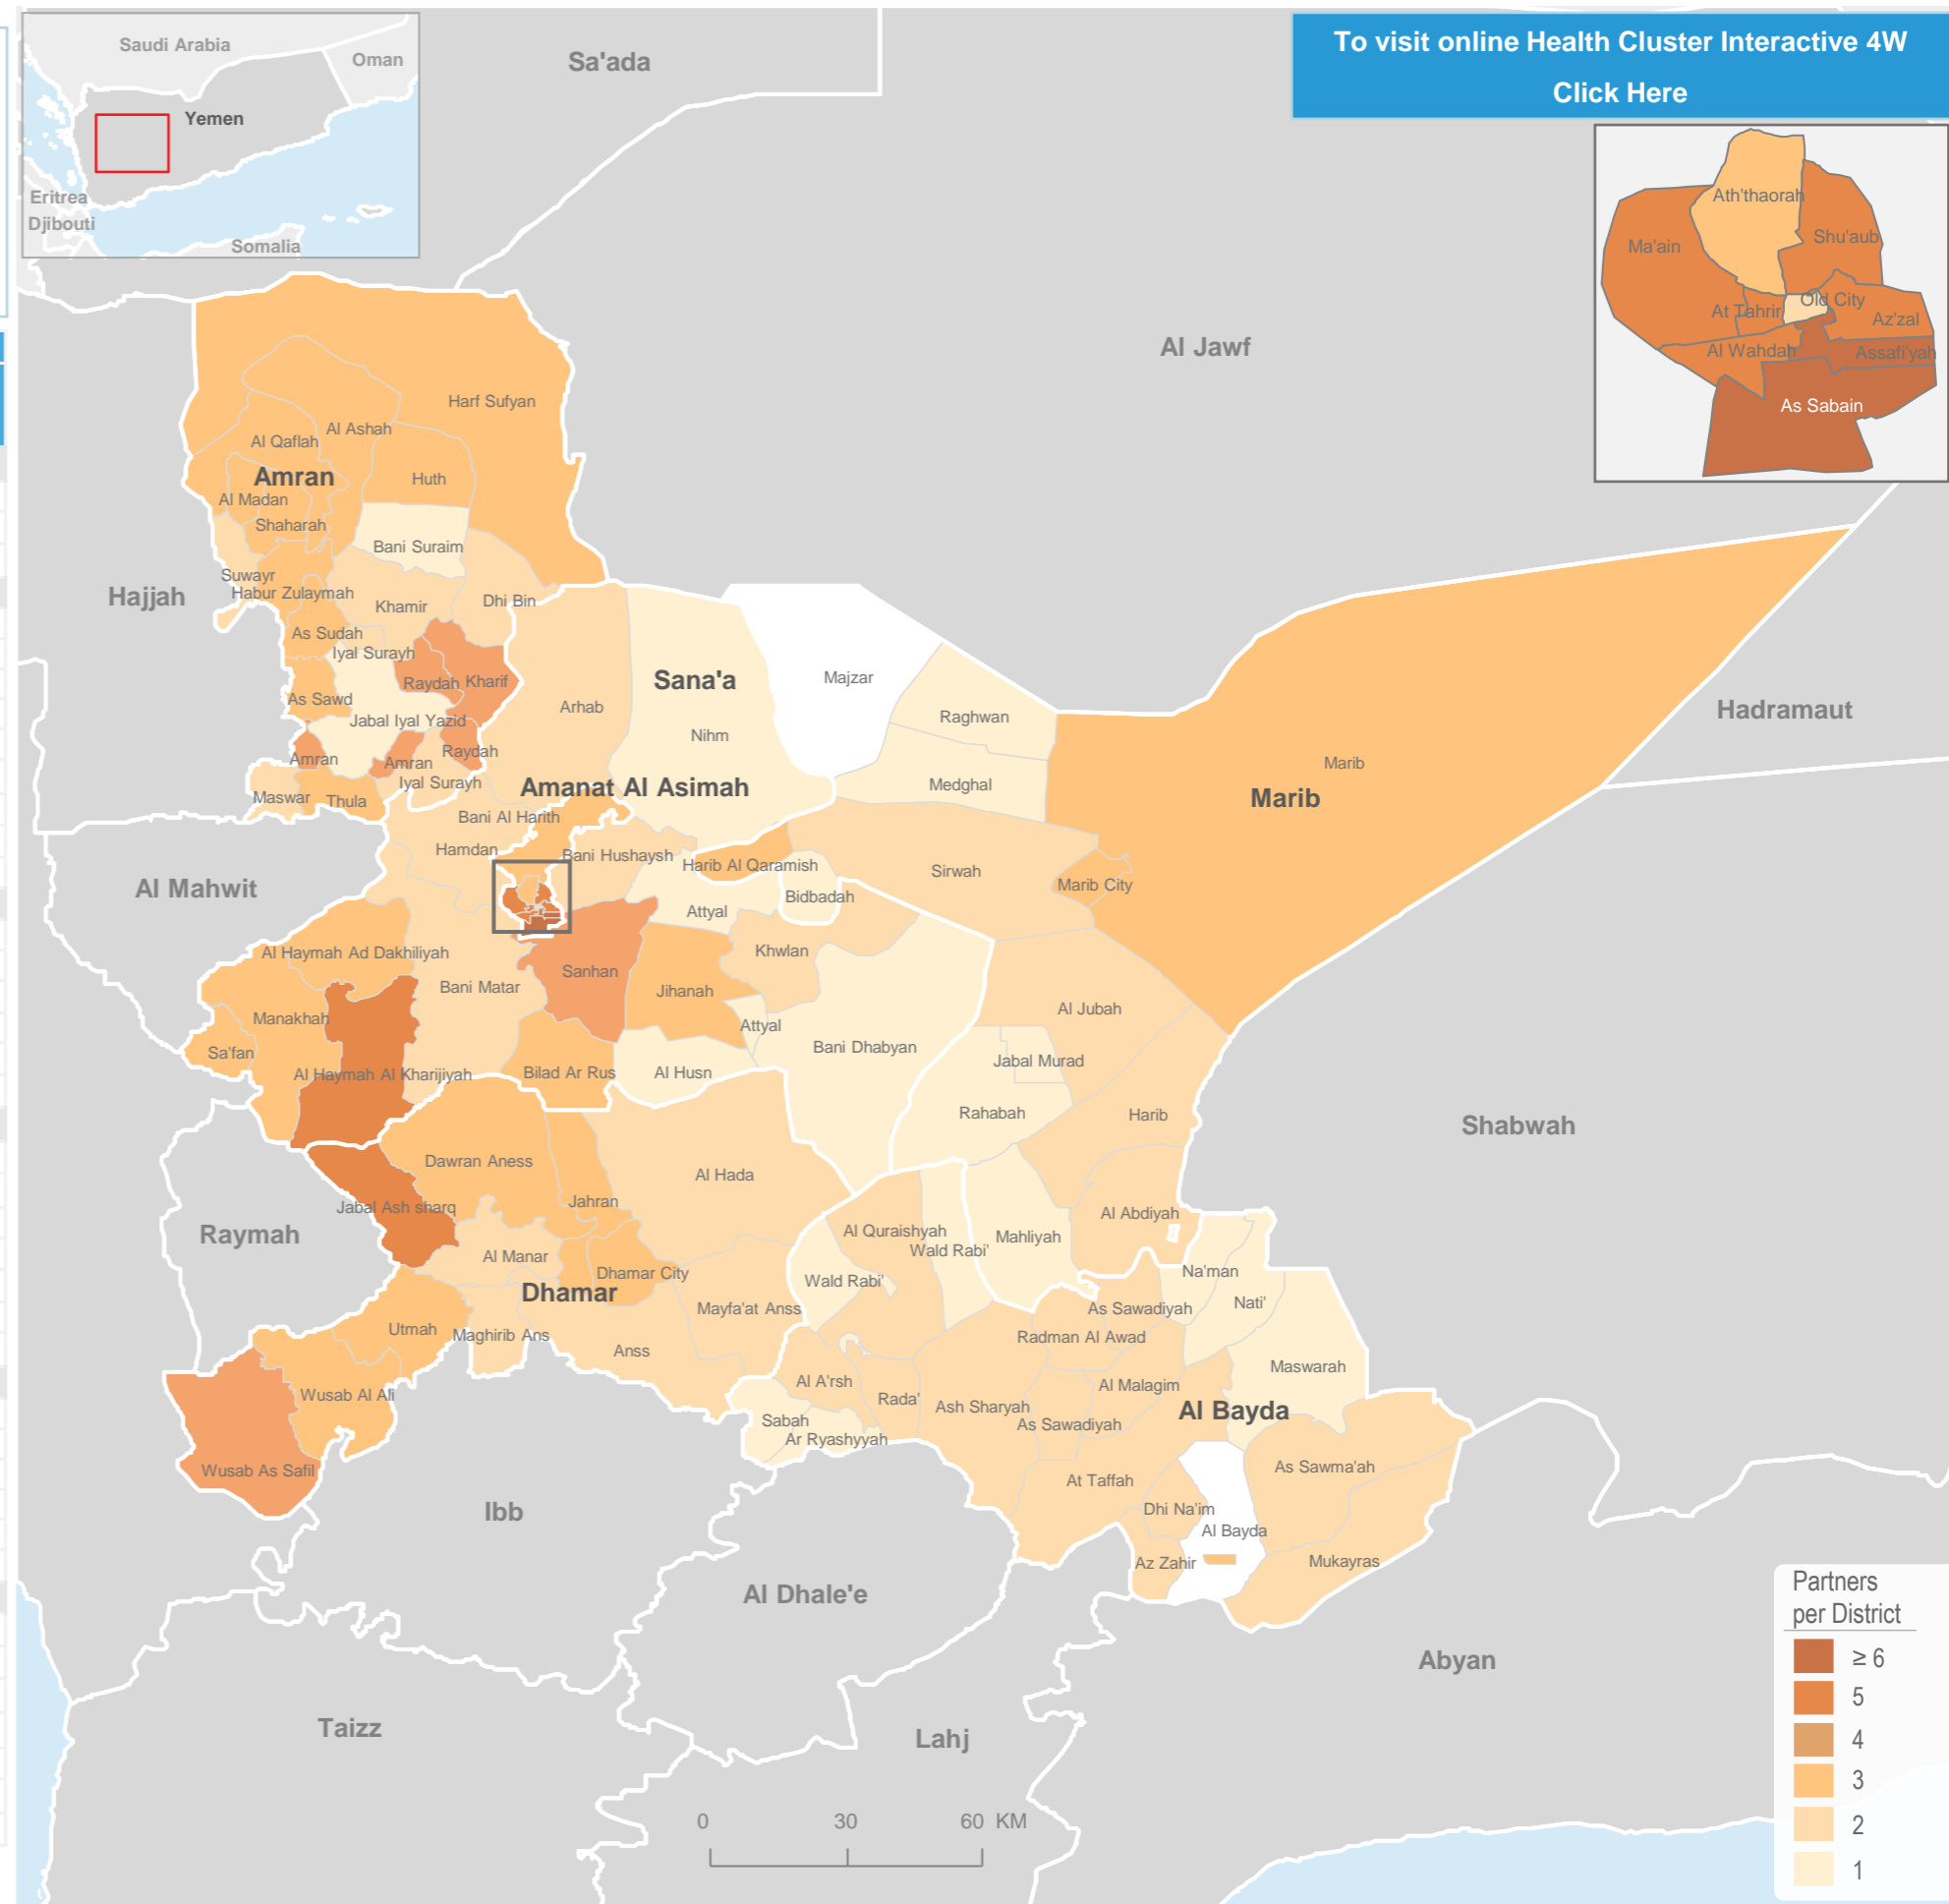 Saudi Arabia
Oman
Yemen
Eritrea
Djibouti
Somalia
To visit online Health Cluster Interactive 4W
Click Here
Ath'thaorah
Ma'ain
Shu'aub
Old City
At Tahrir
Az'zal
Al Wahdah
Assafi'yah
As Sabain
Sa'ada
Al Jawf
Harf Sufyan
Al Ashah
Al Qaflah
Amran
Huth
Al Madan
Shaharah
Bani Suraim
Suwayr
Habur Zulaymah
Hajjah
Khamir
Dhi Bin
As Sudah
Iyal Surayh
Raydah
Kharif
Sana'a
Majzar
As Sawd
Arhab
Jabal Iyal Yazid
Nihm
Raghwan
Hadramaut
Raydah
Amran
Amran
Iyal Surayh
Marib
Medghal
Amanat Al Asimah
Marib
Maswar
Thula
Bani Al Harith
Hamdan
Bani Hushaysh
Harib Al Qaramish
Sirwah
Marib City
Al Mahwit
Bidbadah
Attyal
Al Haymah Ad Dakhiliyah
Khwlan
Sanhan
Bani Matar
Jihanah
Al Jubah
Manakhah
Attyal
Sa'fan
Bani Dhabyan
Jabal Murad
Al Haymah Al Kharijiyah
Bilad Ar Rus
Al Husn
Rahabah
Harib
Shabwah
Dawran Aness
Al Hada
Jahran
Jabal Ash sharq
Raymah
Al Abdiyah
Al Quraishyah
Mahliyah
Wald Rabi'
Al Manar
Dhamar City
Wald Rabi'
Na'man
Dhamar
Mayfa'at Anss
As Sawadiyah
Nati'
Utmah
Maghirib Ans
Radman Al Awad
Anss
Maswarah
Al A'rsh
Al Malagim
Wusab Al Ali
Rada'
Ash Sharyah
Al Bayda
Sabah
As Sawadiyah
Ar Ryashyyah
Wusab As Safil
As Sawma'ah
At Taffah
Ibb
Dhi Na'im
Al Bayda
Az Zahir
Mukayras
Al Dhale'e
Abyan
Taizz
Lahj
0 30 60 KM
Partners
per District
≥ 6
5
4
3
2
1